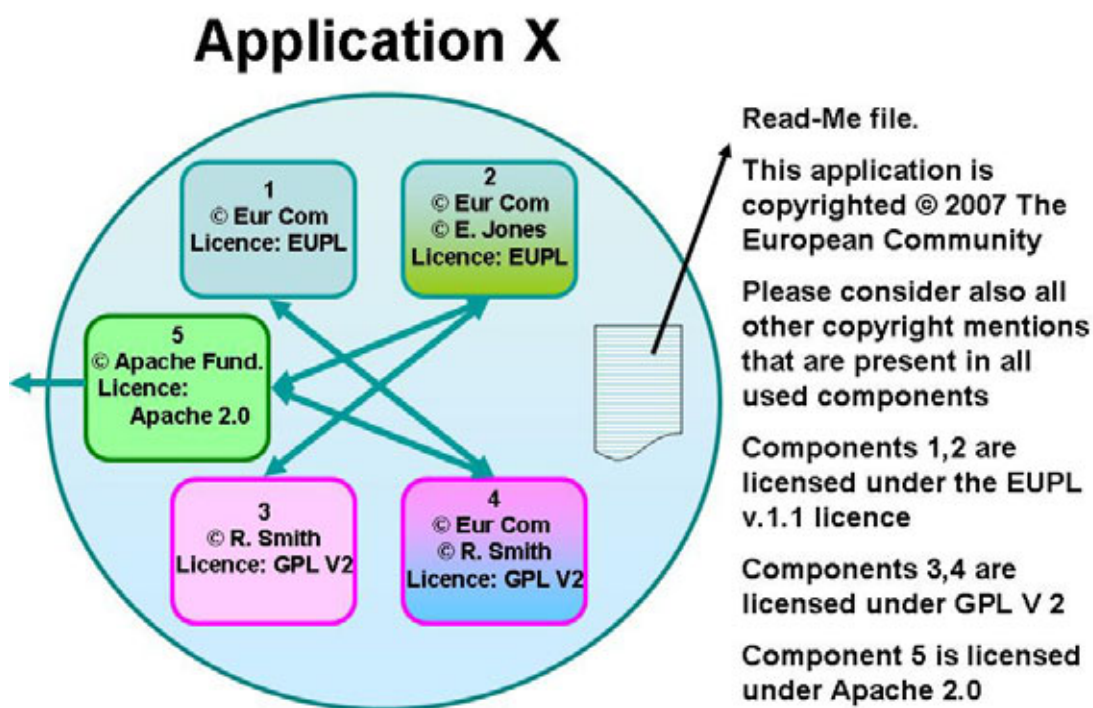 Application X
1
© Eur Com
Licence: EUPL
2
© Eur Com
© E. Jones
Licence: EUPL
5
© Apache Fund.
Licence:
Apache 2.0
3
© R. Smith
Licence: GPL V2
4
© Eur Com
© R. Smith
Licence: GPL V2
Read-Me file.
This application is
copyrighted © 2007 The
European Community
Please consider also all
other copyright mentions
that are present in all
used components
Components 1,2 are
licensed under the EUPL
v.1.1 licence
Components 3,4 are
licensed under GPL V 2
Component 5 is licensed
under Apache 2.0